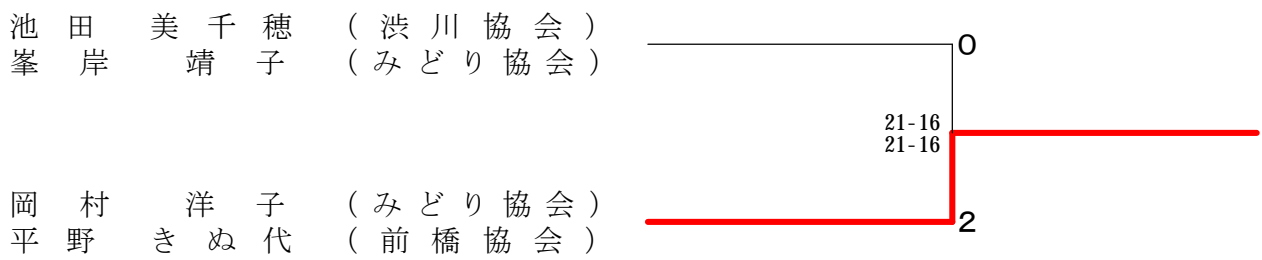 池田 美千穂 (渋川協会)
峯岸 靖子 (みどり協会)
0
21-16
21-16
岡村 洋子 (みどり協会)
平野 きぬ代 (前橋協会)
2